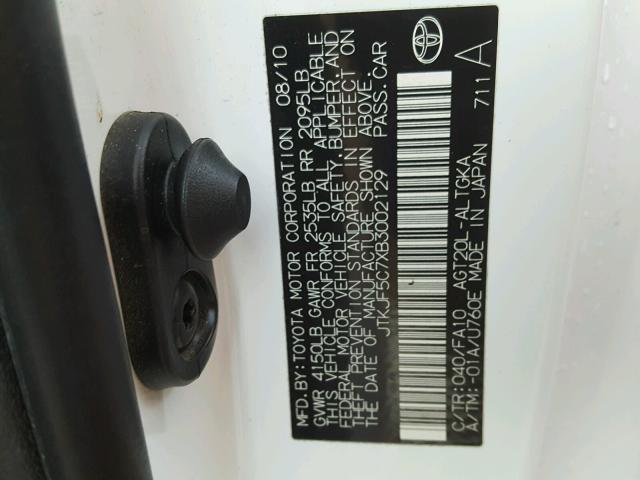 MFD. BY: TOYOTA MOTOR CORPORATION 08/10
GVWR 4150LB GAWR FR 2535LB RR 2095LB
THIS VEHICLE CONFORMS TO ALL APPLICABLE
FEDERAL MOTOR VEHICLE SAFETY, BUMPER, AND
THEFT PREVENTION STANDARDS IN EFFECT ON
THE DATE OF MANUFACTURE SHOWN ABOVE.
JTKJF5C7XB3002129 PASS. CAR
C/TR: 040/FA10 AGT20L-ALTGKA
A/TM: -01A/U760E MADE IN JAPAN 711 A